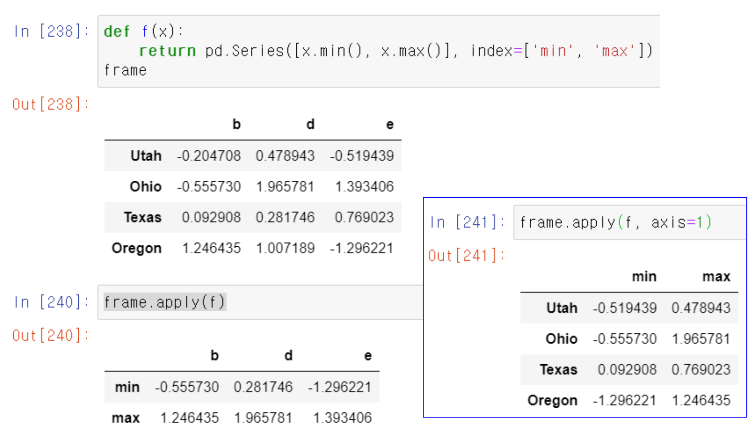 In [238]: def f(x):
return pd.Series([x.min(), x.max()], index=['min', 'max'])
frame
Out[238]:
b d e
Utah -0.204708 0.478943 -0.519439
Ohio -0.555730 1.965781 1.393406
Texas 0.092908 0.281746 0.769023
Oregon 1.246435 1.007189 -1.296221
In [240]: frame.apply(f)
Out[240]:
b d e
min -0.555730 0.281746 -1.296221
max 1.246435 1.965781 1.393406
In [241]: frame.apply(f, axis=1)
Out[241]:
min max
Utah -0.519439 0.478943
Ohio -0.555730 1.965781
Texas 0.092908 0.769023
Oregon -1.296221 1.246435